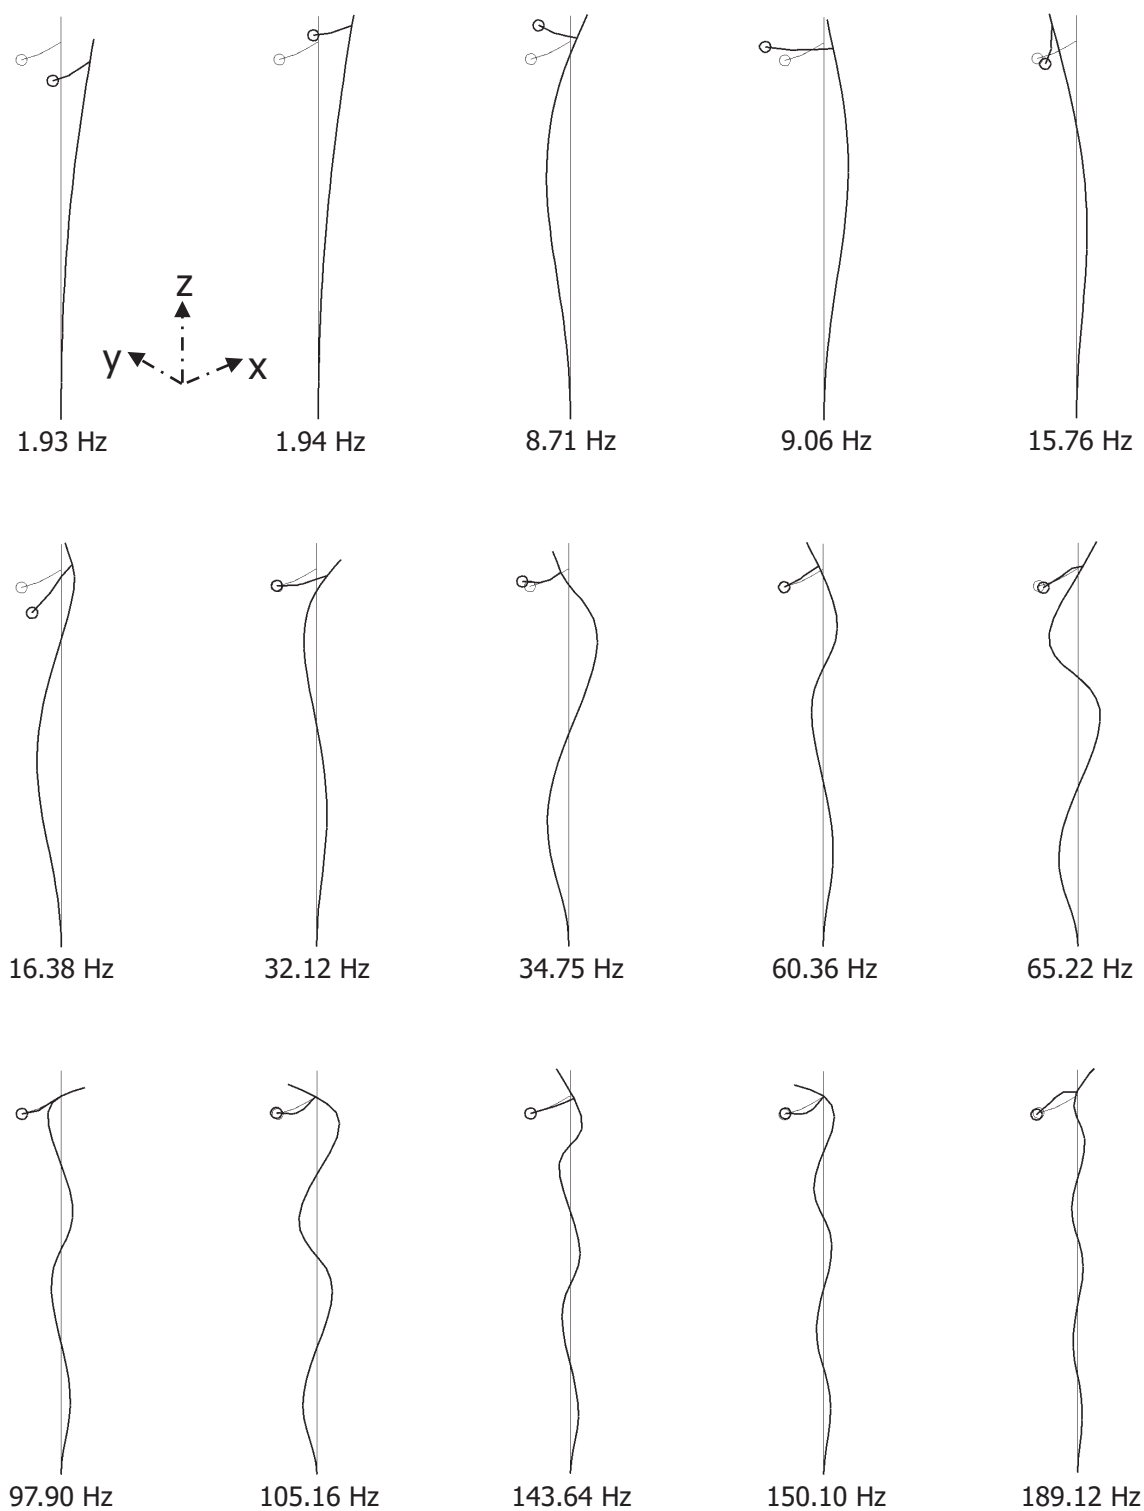 z
y
x
1.93 Hz
1.94 Hz
8.71 Hz
9.06 Hz
15.76 Hz
16.38 Hz
32.12 Hz
34.75 Hz
60.36 Hz
65.22 Hz
97.90 Hz
105.16 Hz
143.64 Hz
150.10 Hz
189.12 Hz